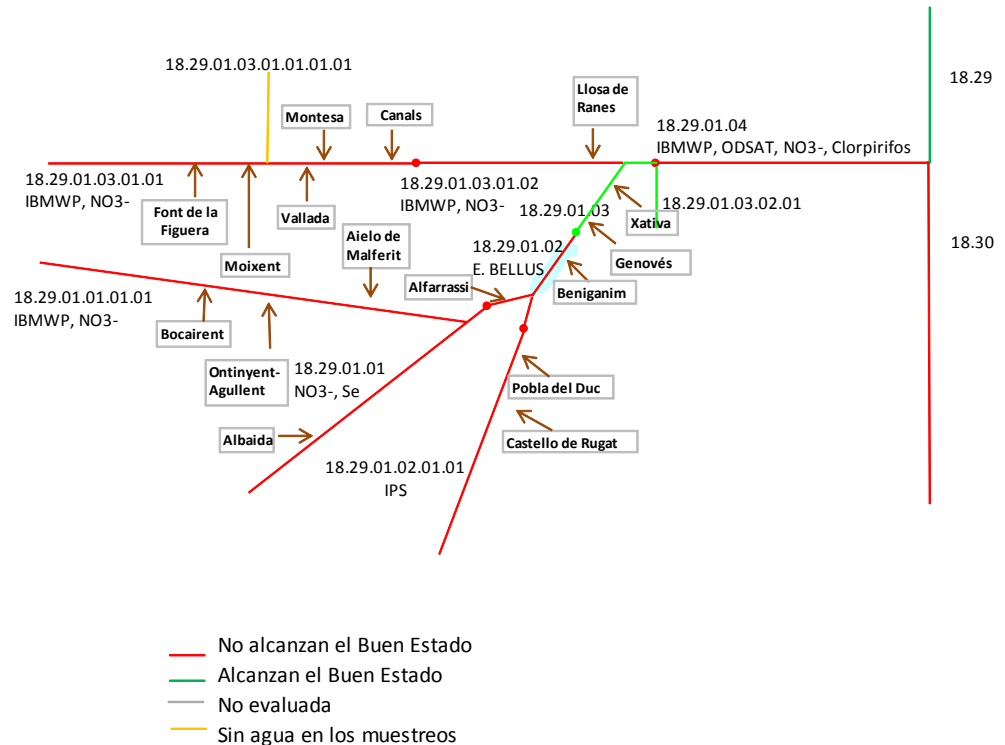 18.29.01.03.01.01.01.01
Montesa
Canals
Llosa de
Ranes
18.29
18.29.01.04
IBMWP, ODSAT, NO3-, Clorpirifos
18.29.01.03.01.01
IBMWP, NO3-
Font de la
Figuera
Moixent
Vallada
Aielo de
Malferit
18.29.01.03.01.02
IBMWP, NO3-
18.29.01.03
Xativa
18.29.01.03.02.01
18.30
18.29.01.02
E. BELLUS
Genovés
Beniganim
Alfarrassi
18.29.01.01.01.01
IBMWP, NO3-
Bocairent
Ontinyent-
Agullent
18.29.01.01
NO3-, Se
Pobla del Duc
Castello de Rugat
Albaida
18.29.01.02.01.01
IPS
No alcanzan el Buen Estado
Alcanzan el Buen Estado
No evaluada
Sin agua en los muestreos